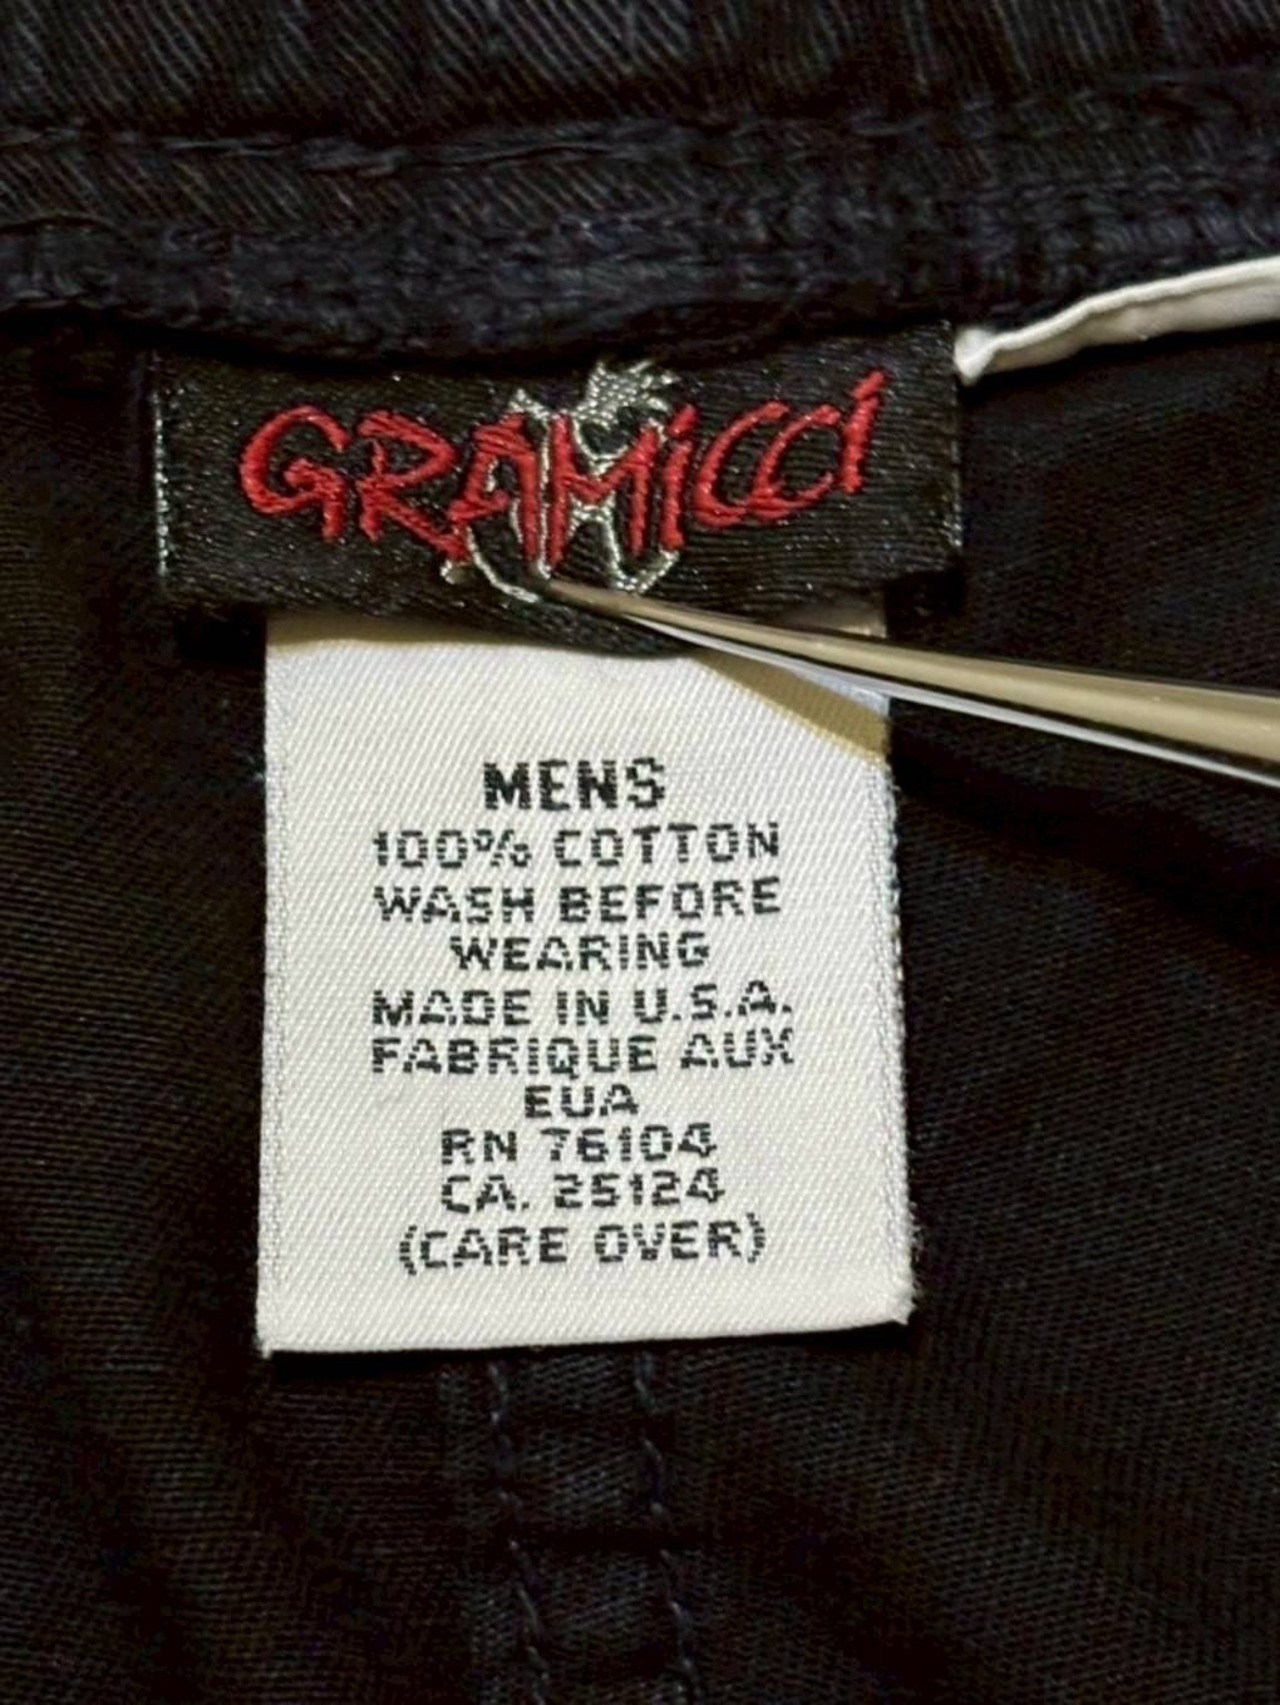 GRAMiCCi
MENS
100% COTTON
WASH BEFORE
WEARING
MADE IN U.S.A.
FABRIQUE AUX
EUA
RN 76104
CA. 25124
(CARE OVER)